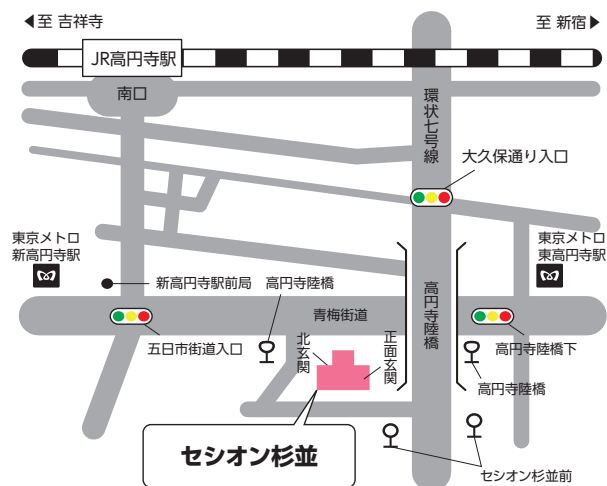 ◀至 吉祥寺
至 新宿▶
JR高円寺駅
南口
環状七号線
大久保通り入口
東京メトロ
新高円寺駅
東京メトロ
東高円寺駅
新高円寺駅前局
高円寺陸橋
青梅街道
高円寺陸橋
五日市街道入口
北玄関
正面玄関
高円寺陸橋下
高円寺陸橋
セシオン杉並
セシオン杉並前